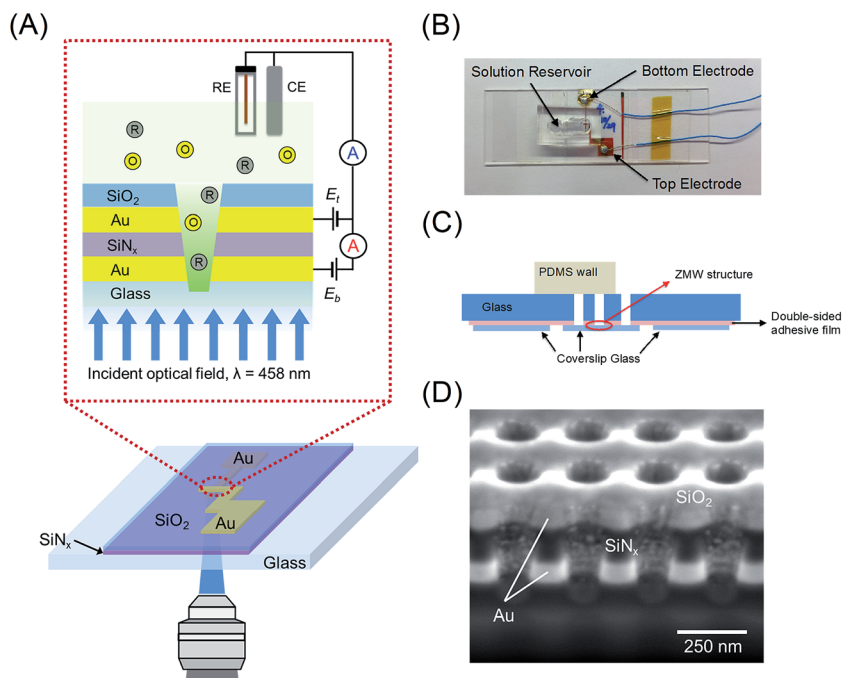 (A)
RE
CE
R
O
O
R
O
R
A
SiO₂
Au
SiNₓ
Au
Glass
O
R
Eₜ
A
E_b
Incident optical field, λ = 458 nm
Au
SiO₂
Au
SiNₓ
Glass
(B)
Solution Reservoir
Bottom Electrode
Top Electrode
(C)
PDMS wall
ZMW structure
Glass
Double-sided
adhesive film
Coverslip Glass
(D)
SiO₂
SiNₓ
Au
250 nm